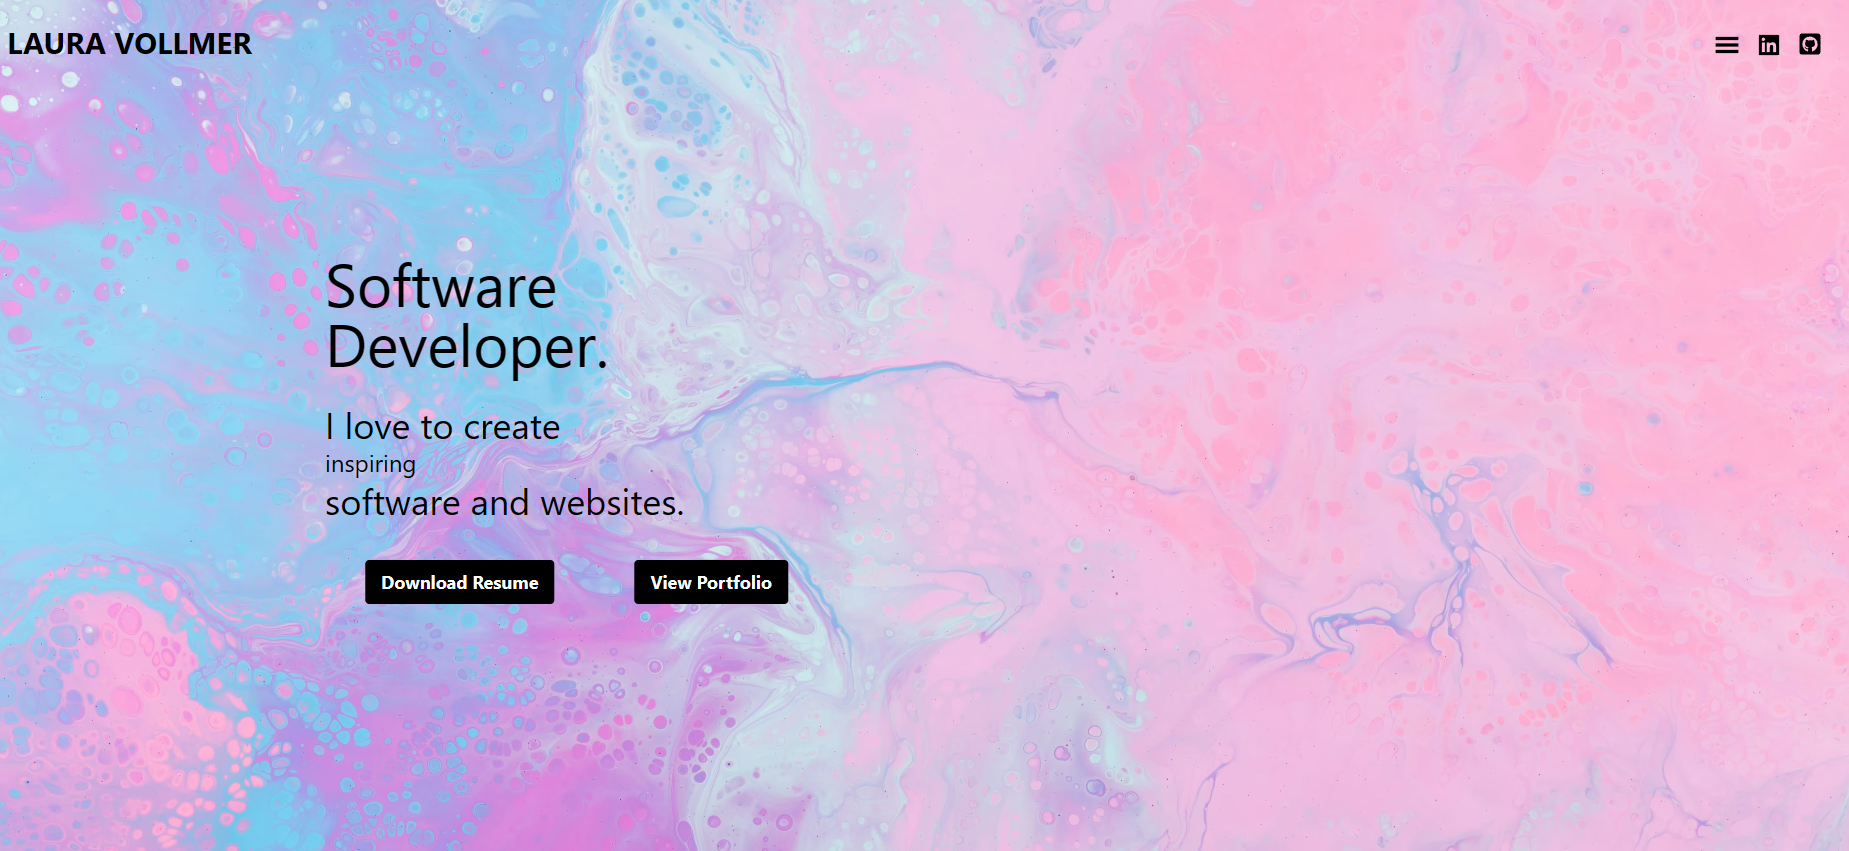 LAURA VOLLMER
Software
Developer.
I love to create
inspiring
software and websites.
Download Resume
View Portfolio